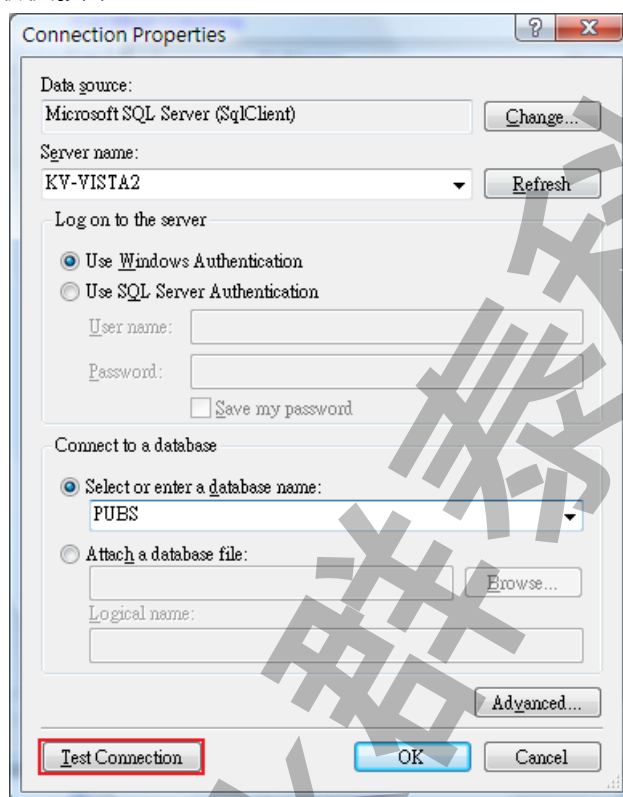 Connection Properties
Data source:
Microsoft SQL Server (SqlClient)
Change...
Server name:
KV-VISTA2
Refresh
Log on to the server
Use Windows Authentication
Use SQL Server Authentication
User name:
Password:
Save my password
Connect to a database
Select or enter a database name:
PUBS
Attach a database file:
Browse...
Logical name:
Advanced...
Test Connection
OK
Cancel